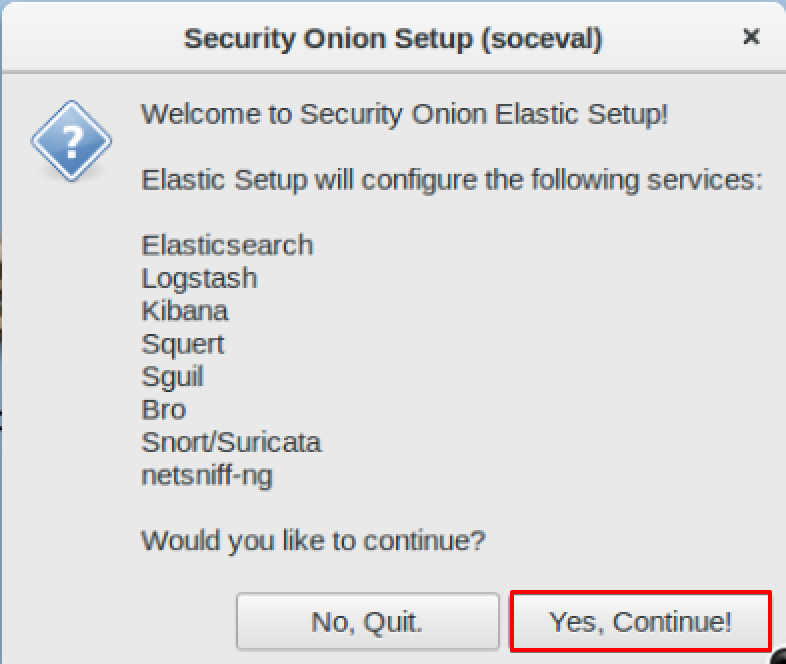 Security Onion Setup (soceval)
×
?
Welcome to Security Onion Elastic Setup!
Elastic Setup will configure the following services:
Elasticsearch
Logstash
Kibana
Squert
Sguil
Bro
Snort/Suricata
netsniff-ng
Would you like to continue?
No, Quit.
Yes, Continue!